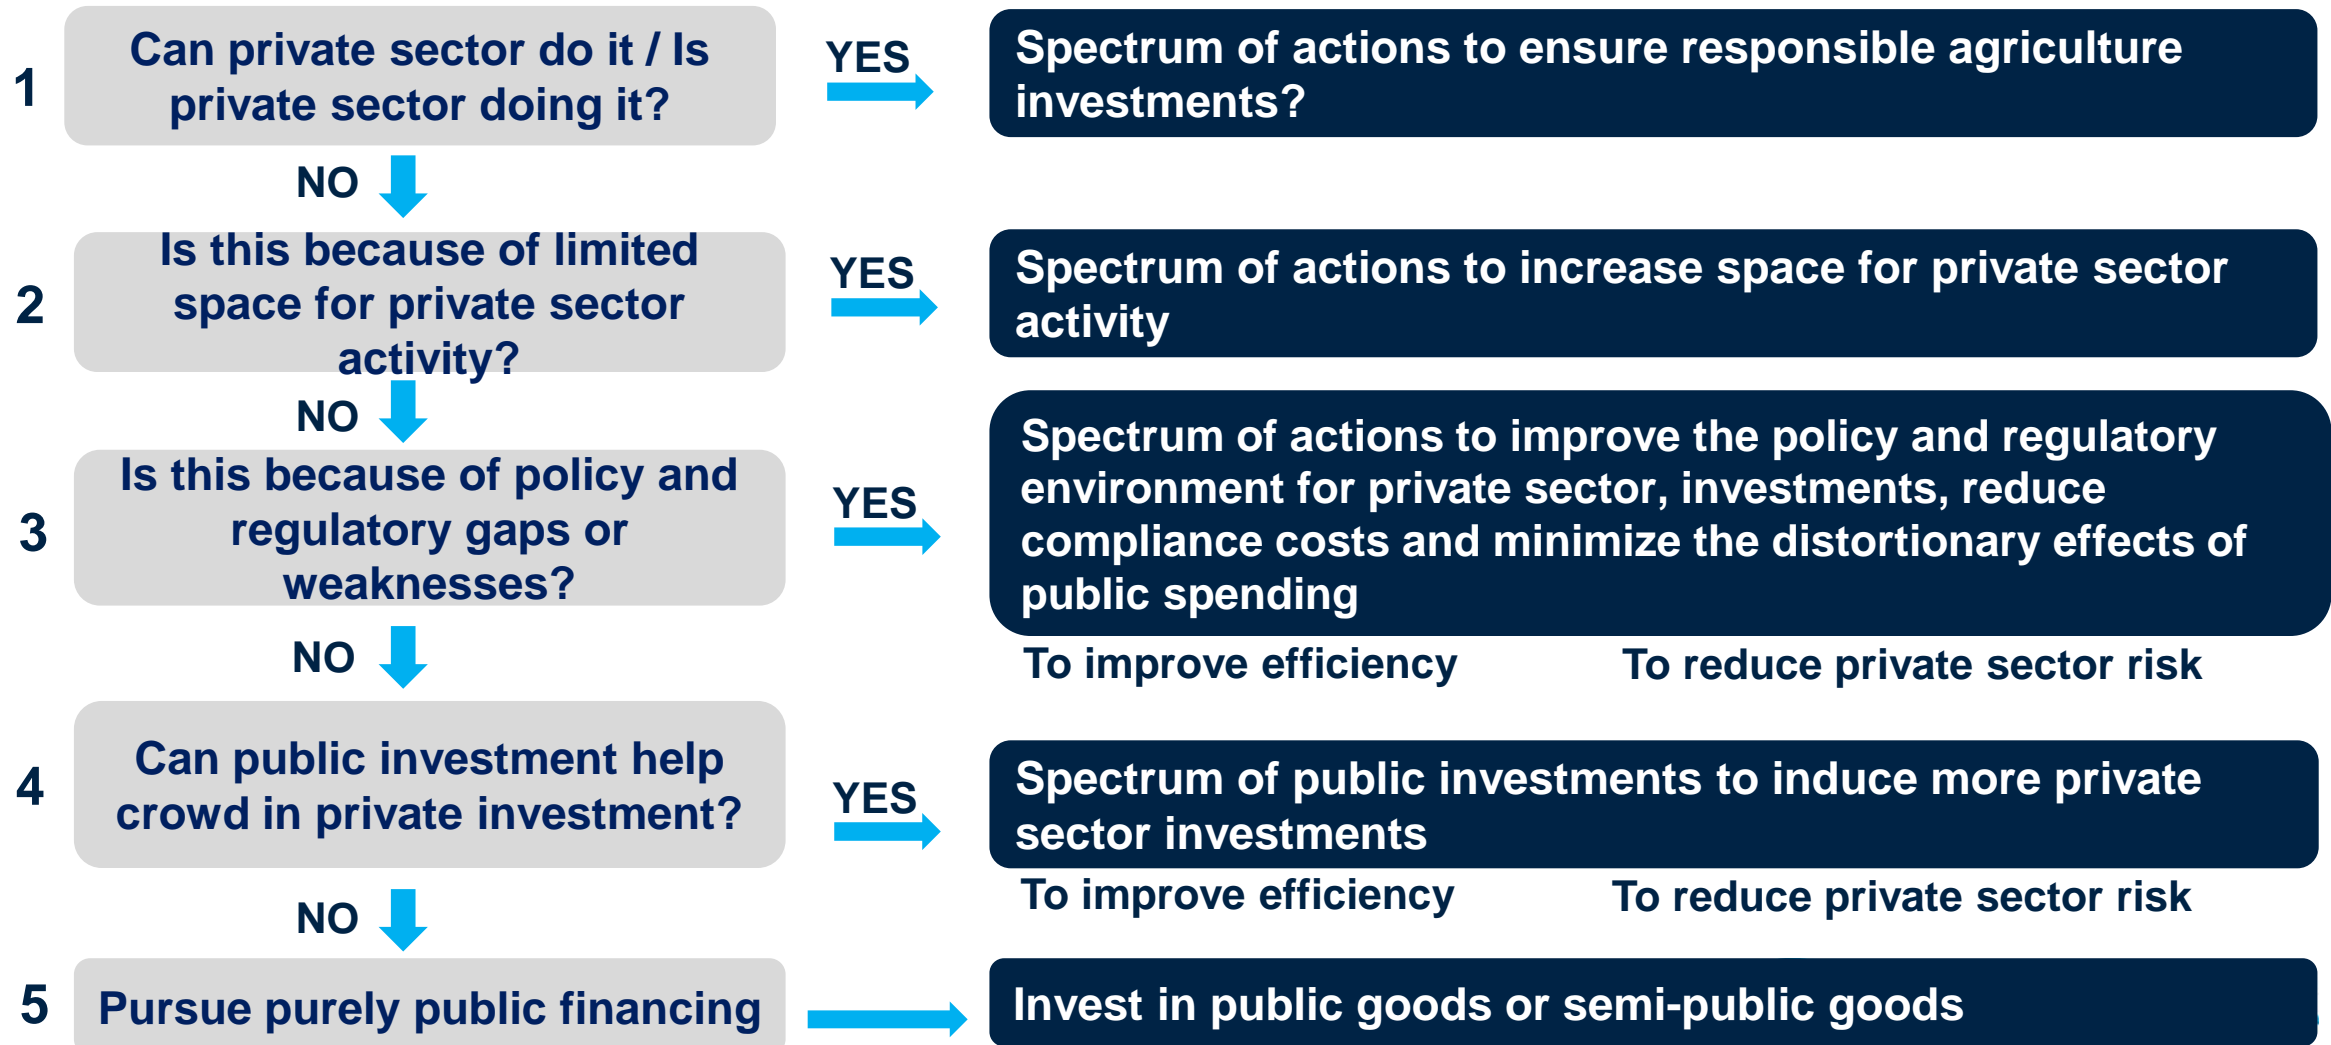 1
Can private sector do it / Is
private sector doing it?
YES
Spectrum of actions to ensure responsible agriculture
investments?
NO
2
Is this because of limited
space for private sector
activity?
YES
Spectrum of actions to increase space for private sector
activity
NO
3
Is this because of policy and
regulatory gaps or
weaknesses?
YES
Spectrum of actions to improve the policy and regulatory
environment for private sector, investments, reduce
compliance costs and minimize the distortionary effects of
public spending
To improve efficiency
To reduce private sector risk
NO
4
Can public investment help
crowd in private investment?
YES
Spectrum of public investments to induce more private
sector investments
To improve efficiency
To reduce private sector risk
NO
5
Pursue purely public financing
Invest in public goods or semi-public goods